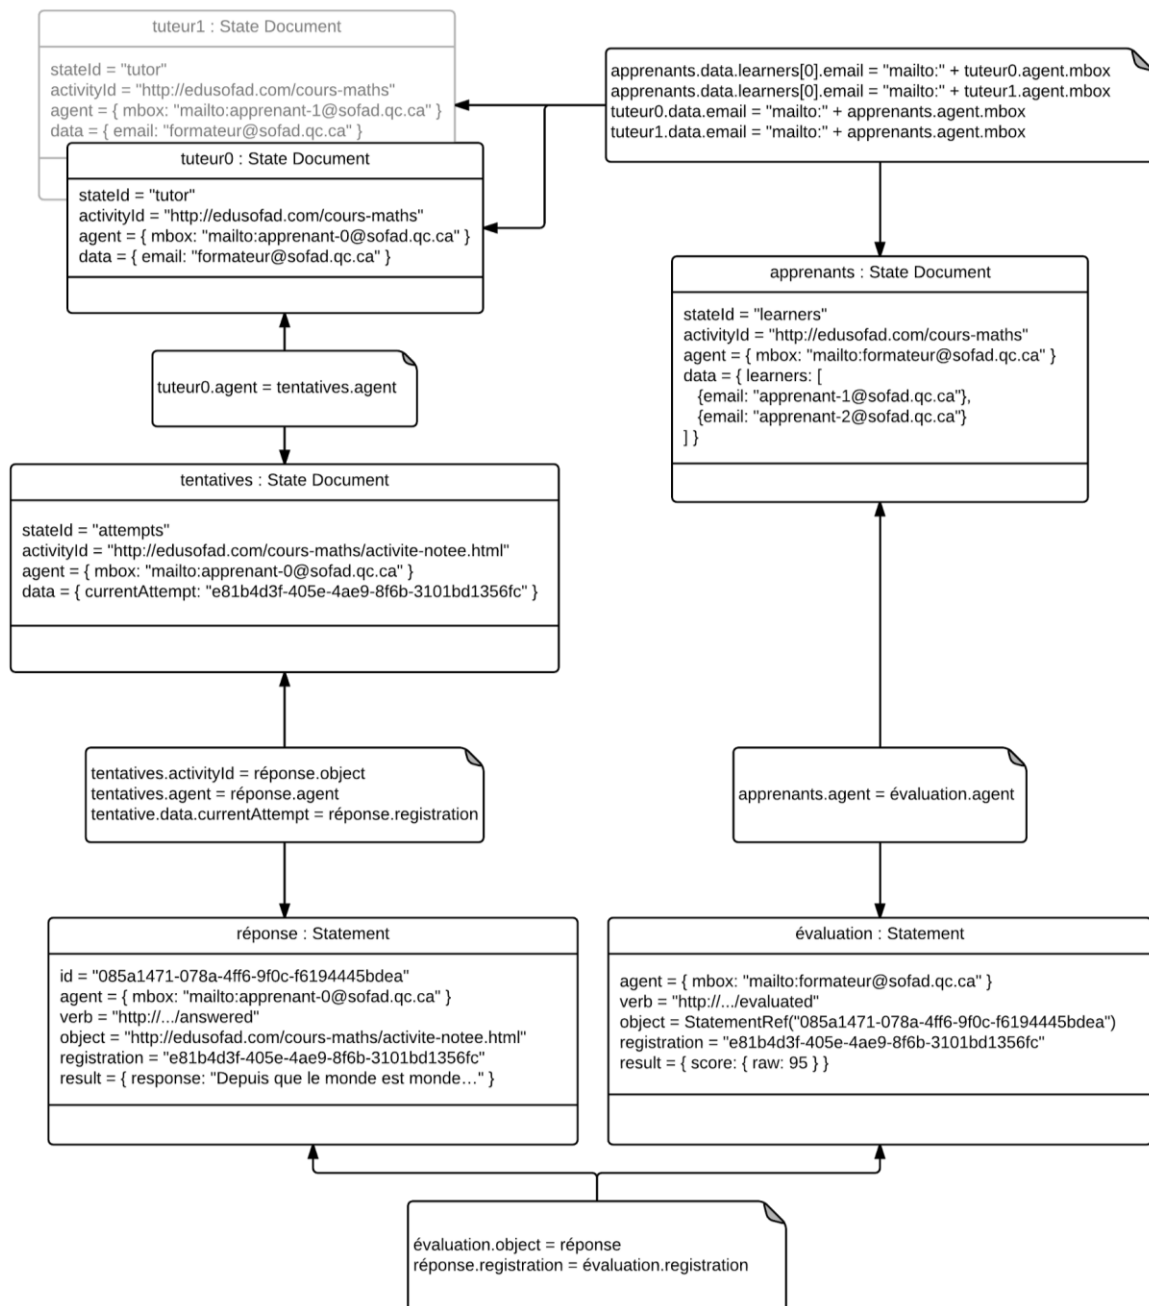 tuteur1 : State Document
stateId = "tutor"
activityId = "http://edusofad.com/cours-maths"
agent = { mbox: "mailto:apprenant-1@sofad.qc.ca" }
data = { email: "formateur@sofad.qc.ca" }
apprenants.data.learners[0].email = "mailto:" + tuteur0.agent.mbox
apprenants.data.learners[0].email = "mailto:" + tuteur1.agent.mbox
tuteur0.data.email = "mailto:" + apprenants.agent.mbox
tuteur1.data.email = "mailto:" + apprenants.agent.mbox
tuteur0 : State Document
stateId = "tutor"
activityId = "http://edusofad.com/cours-maths"
agent = { mbox: "mailto:apprenant-0@sofad.qc.ca" }
data = { email: "formateur@sofad.qc.ca" }
apprenants : State Document
stateId = "learners"
activityId = "http://edusofad.com/cours-maths"
agent = { mbox: "mailto:formateur@sofad.qc.ca" }
data = { learners: [
{email: "apprenant-1@sofad.qc.ca"},
{email: "apprenant-2@sofad.qc.ca"}
] }
tuteur0.agent = tentatives.agent
tentatives : State Document
stateId = "attempts"
activityId = "http://edusofad.com/cours-maths/activite-notee.html"
agent = { mbox: "mailto:apprenant-0@sofad.qc.ca" }
data = { currentAttempt: "e81b4d3f-405e-4ae9-8f6b-3101bd1356fc" }
tentatives.activityId = réponse.object
tentatives.agent = réponse.agent
tentative.data.currentAttempt = réponse.registration
apprenants.agent = évaluation.agent
réponse : Statement
id = "085a1471-078a-4ff6-9f0c-f6194445bdea"
agent = { mbox: "mailto:apprenant-0@sofad.qc.ca" }
verb = "http://.../answered"
object = "http://edusofad.com/cours-maths/activite-notee.html"
registration = "e81b4d3f-405e-4ae9-8f6b-3101bd1356fc"
result = { response: "Depuis que le monde est monde…" }
évaluation : Statement
agent = { mbox: "mailto:formateur@sofad.qc.ca" }
verb = "http://.../evaluated"
object = StatementRef("085a1471-078a-4ff6-9f0c-f6194445bdea")
registration = "e81b4d3f-405e-4ae9-8f6b-3101bd1356fc"
result = { score: { raw: 95 } }
évaluation.object = réponse
réponse.registration = évaluation.registration